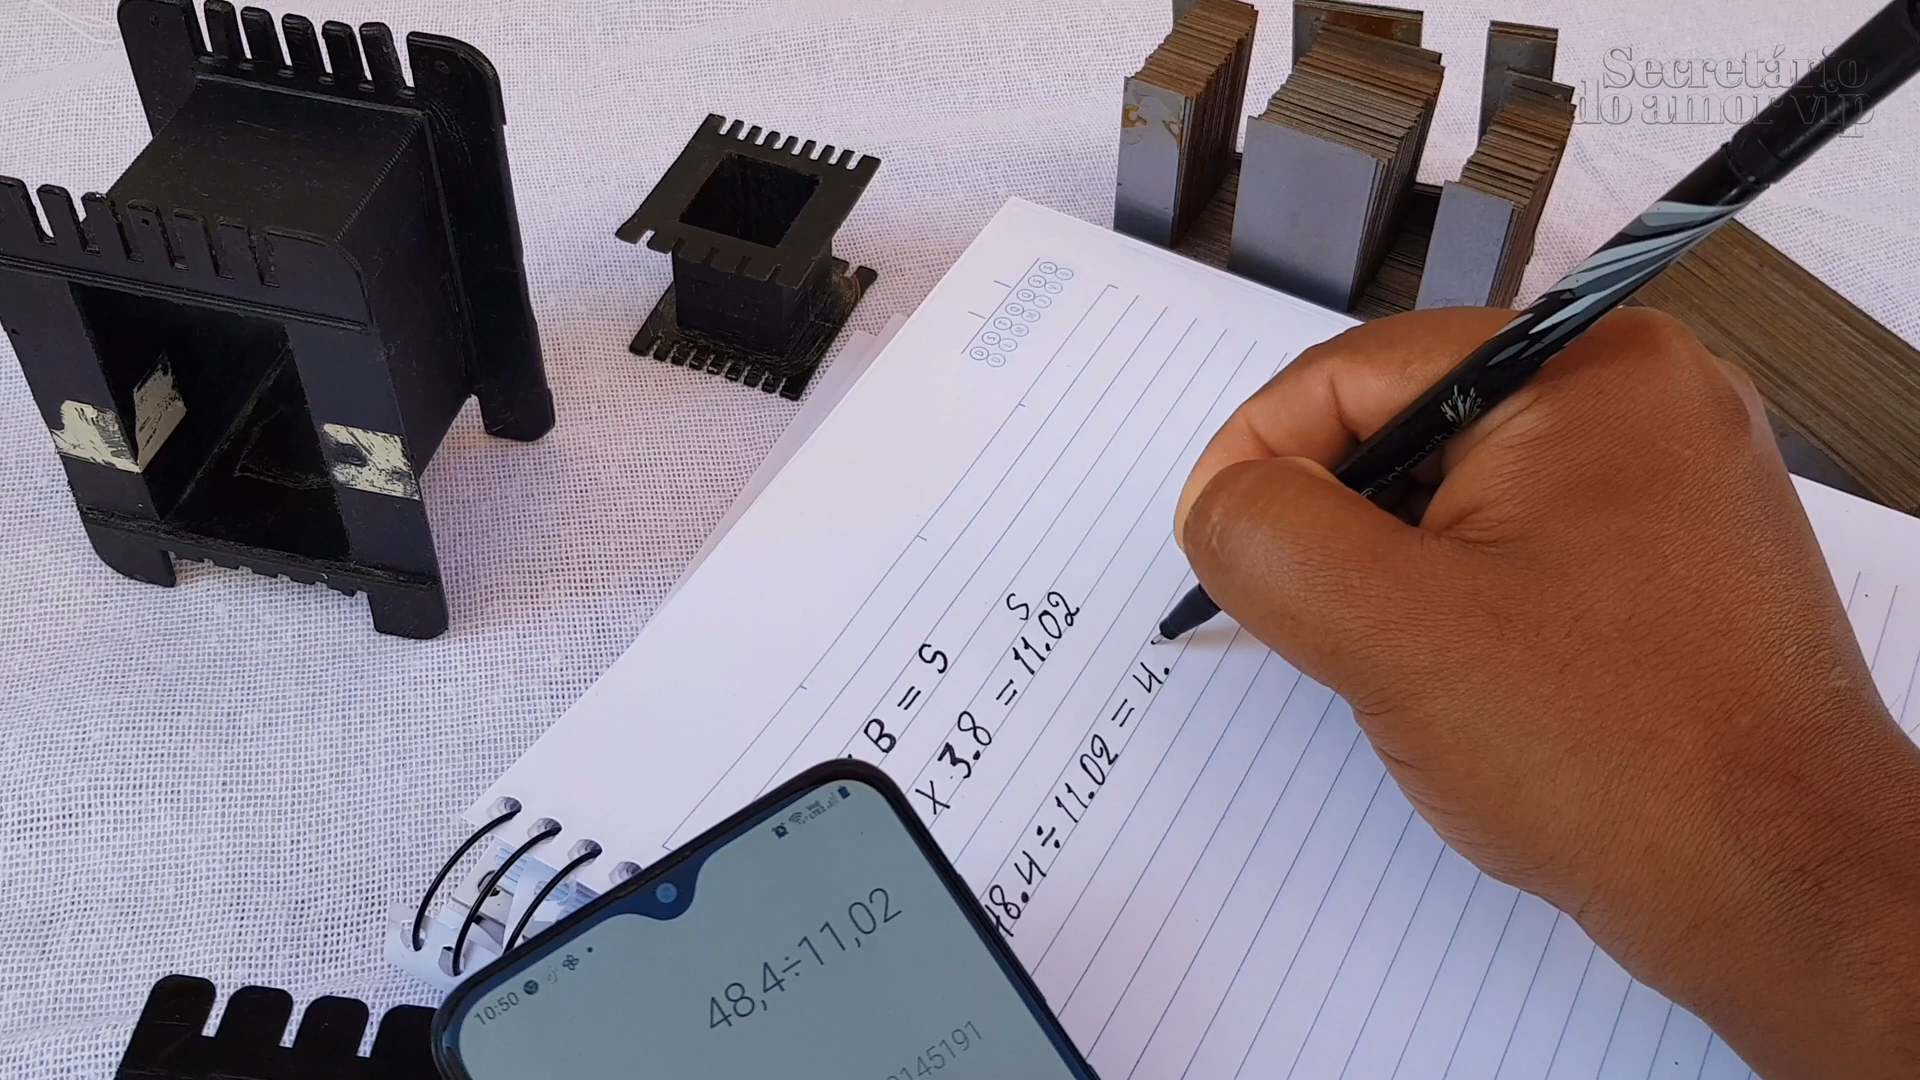 Secretário
do amor vip
B = S
S
X 3.8 = 11.02
48.4 ÷ 11.02 = 4.
10:50
48,4÷11,02
145191